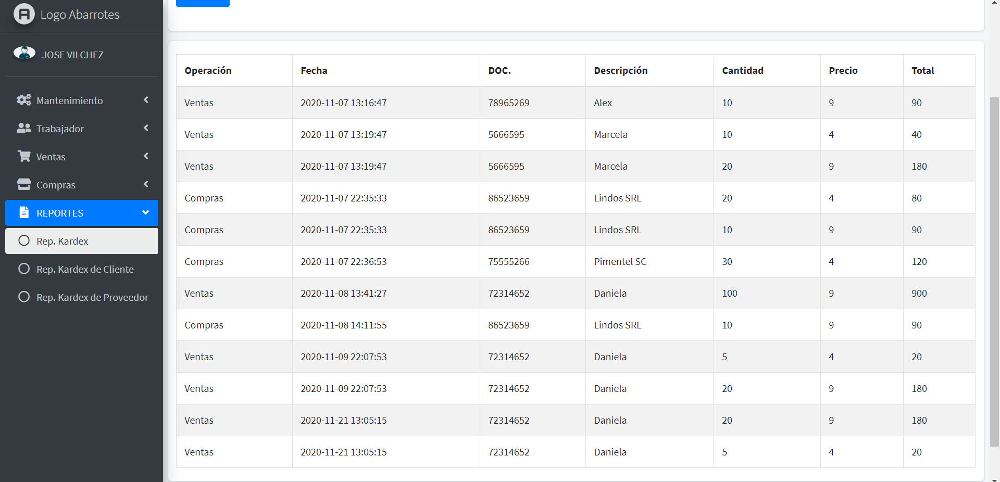 Logo Abarrotes
JOSE VILCHEZ
Mantenimiento
Trabajador
Ventas
Compras
REPORTES
Rep. Kardex
Rep. Kardex de Cliente
Rep. Kardex de Proveedor
Operación Fecha DOC. Descripción Cantidad Precio Total
Ventas 2020-11-07 13:16:47 78965269 Alex 10 9 90
Ventas 2020-11-07 13:19:47 5666595 Marcela 10 4 40
Ventas 2020-11-07 13:19:47 5666595 Marcela 20 9 180
Compras 2020-11-07 22:35:33 86523659 Lindos SRL 20 4 80
Compras 2020-11-07 22:35:33 86523659 Lindos SRL 10 9 90
Compras 2020-11-07 22:36:53 75555266 Pimentel SC 30 4 120
Ventas 2020-11-08 13:41:27 72314652 Daniela 100 9 900
Compras 2020-11-08 14:11:55 86523659 Lindos SRL 10 9 90
Ventas 2020-11-09 22:07:53 72314652 Daniela 5 4 20
Ventas 2020-11-09 22:07:53 72314652 Daniela 20 9 180
Ventas 2020-11-21 13:05:15 72314652 Daniela 20 9 180
Ventas 2020-11-21 13:05:15 72314652 Daniela 5 4 20